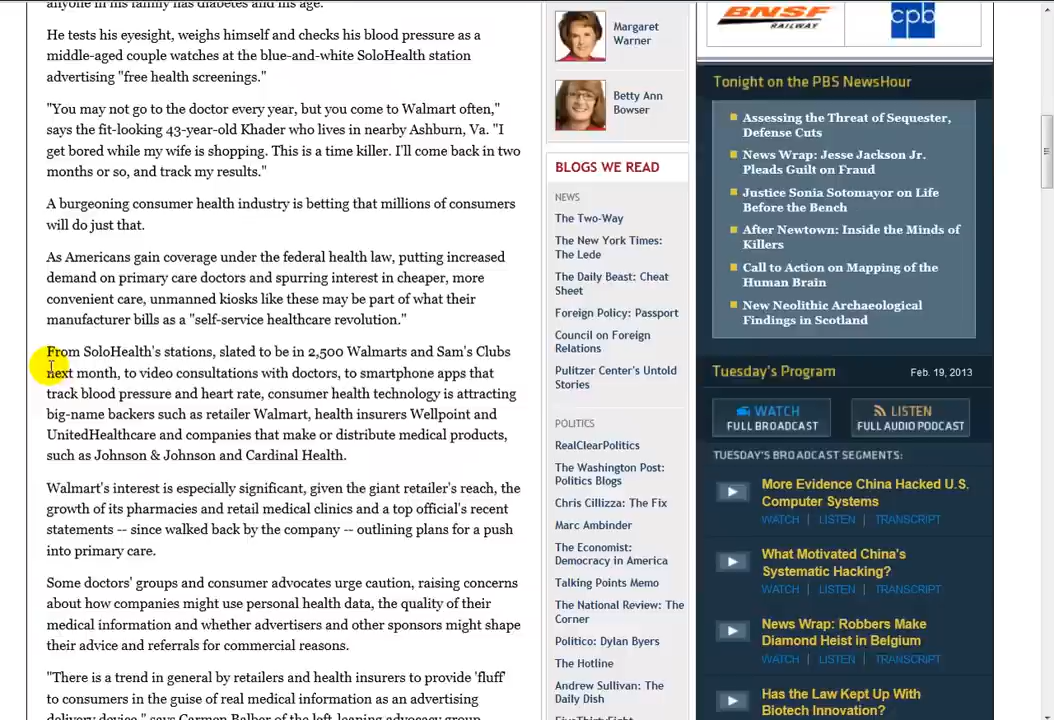 anyone in his family has diabetes and his age.
He tests his eyesight, weighs himself and checks his blood pressure as a
middle-aged couple watches at the blue-and-white SoloHealth station
advertising "free health screenings."
"You may not go to the doctor every year, but you come to Walmart often,"
says the fit-looking 43-year-old Khader who lives in nearby Ashburn, Va. "I
get bored while my wife is shopping. This is a time killer. I'll come back in two
months or so, and track my results."
A burgeoning consumer health industry is betting that millions of consumers
will do just that.
As Americans gain coverage under the federal health law, putting increased
demand on primary care doctors and spurring interest in cheaper, more
convenient care, unmanned kiosks like these may be part of what their
manufacturer bills as a "self-service healthcare revolution."
From SoloHealth's stations, slated to be in 2,500 Walmarts and Sam's Clubs
next month, to video consultations with doctors, to smartphone apps that
track blood pressure and heart rate, consumer health technology is attracting
big-name backers such as retailer Walmart, health insurers Wellpoint and
UnitedHealthcare and companies that make or distribute medical products,
such as Johnson & Johnson and Cardinal Health.
Walmart's interest is especially significant, given the giant retailer's reach, the
growth of its pharmacies and retail medical clinics and a top official's recent
statements -- since walked back by the company -- outlining plans for a push
into primary care.
Some doctors' groups and consumer advocates urge caution, raising concerns
about how companies might use personal health data, the quality of their
medical information and whether advertisers and other sponsors might shape
their advice and referrals for commercial reasons.
"There is a trend in general by retailers and health insurers to provide 'fluff'
to consumers in the guise of real medical information as an advertising
delivery device," says Carmen Balber of the left-leaning advocacy group
Margaret
Warner
Betty Ann
Bowser
BLOGS WE READ
NEWS
The Two-Way
The New York Times:
The Lede
The Daily Beast: Cheat
Sheet
Foreign Policy: Passport
Council on Foreign
Relations
Pulitzer Center's Untold
Stories
POLITICS
RealClearPolitics
The Washington Post:
Politics Blogs
Chris Cillizza: The Fix
Marc Ambinder
The Economist:
Democracy in America
Talking Points Memo
The National Review: The
Corner
Politico: Dylan Byers
The Hotline
Andrew Sullivan: The
Daily Dish
FiveThirtyEight
BNSF
RAILWAY
cpb
Tonight on the PBS NewsHour
Assessing the Threat of Sequester,
Defense Cuts
News Wrap: Jesse Jackson Jr.
Pleads Guilt on Fraud
Justice Sonia Sotomayor on Life
Before the Bench
After Newtown: Inside the Minds of
Killers
Call to Action on Mapping of the
Human Brain
New Neolithic Archaeological
Findings in Scotland
Tuesday's Program
Feb. 19, 2013
WATCH
FULL BROADCAST
LISTEN
FULL AUDIO PODCAST
TUESDAY'S BROADCAST SEGMENTS:
More Evidence China Hacked U.S.
Computer Systems
WATCH | LISTEN | TRANSCRIPT
What Motivated China's
Systematic Hacking?
WATCH | LISTEN | TRANSCRIPT
News Wrap: Robbers Make
Diamond Heist in Belgium
WATCH | LISTEN | TRANSCRIPT
Has the Law Kept Up With
Biotech Innovation?